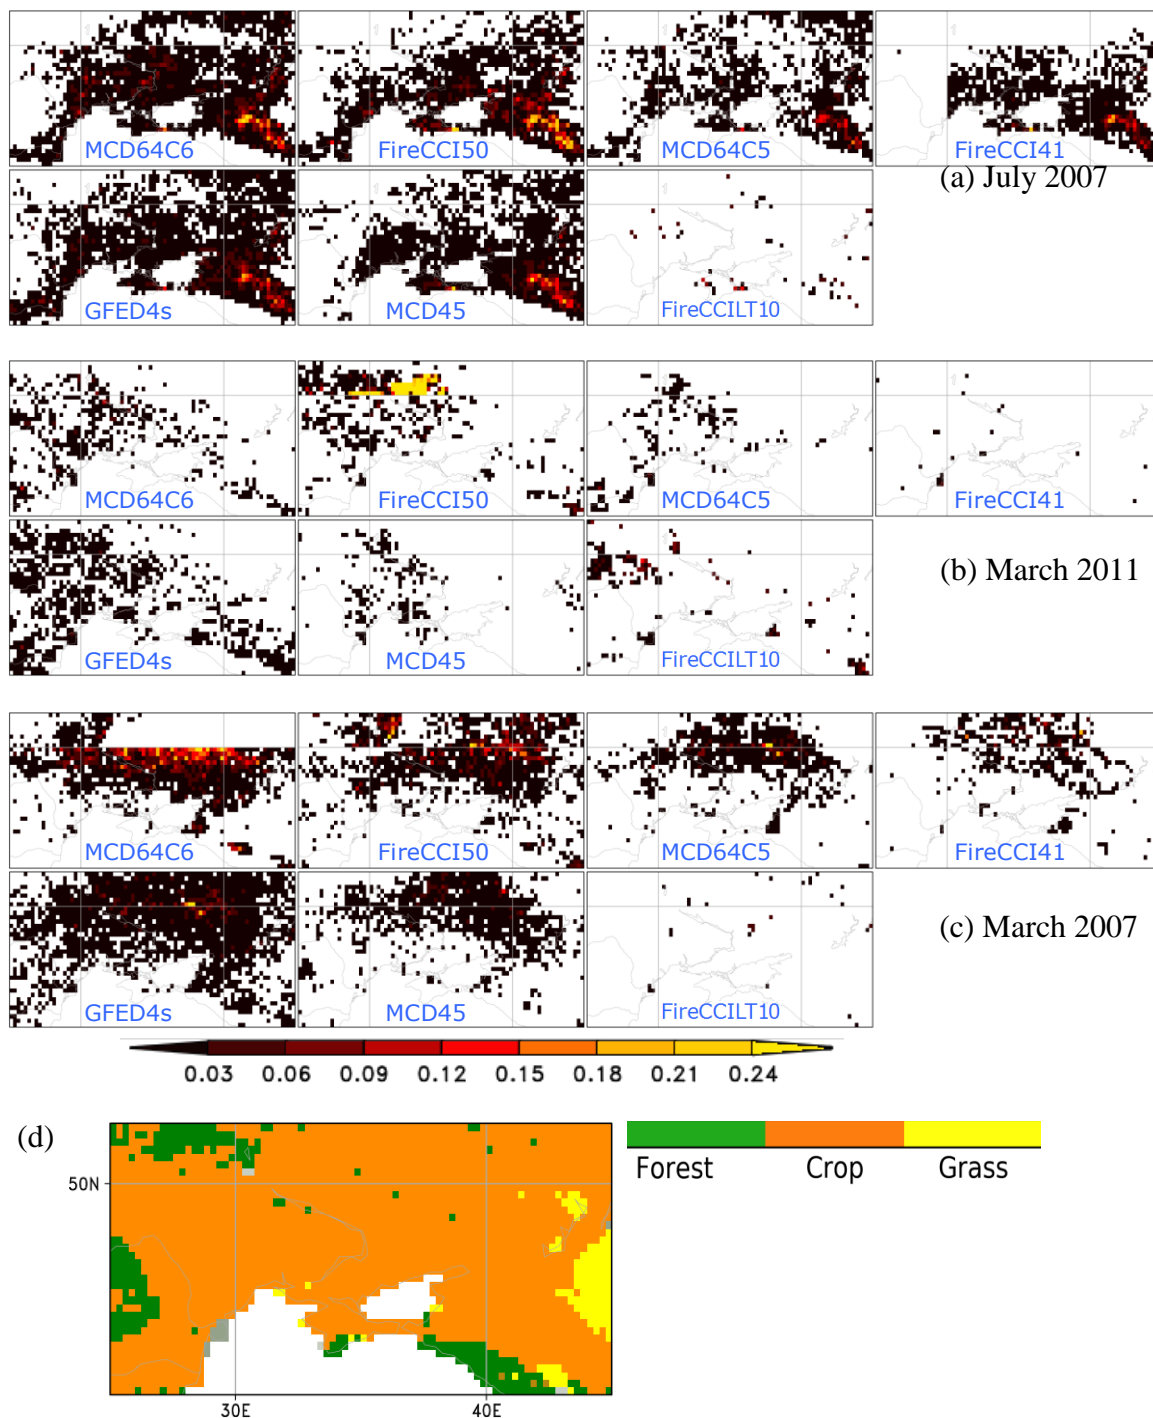 MCD64C6 FireCCI50 MCD64C5 FireCCI41
(a) July 2007
GFED4s MCD45 FireCCILT10
MCD64C6 FireCCI50 MCD64C5 FireCCI41
(b) March 2011
GFED4s MCD45 FireCCILT10
MCD64C6 FireCCI50 MCD64C5 FireCCI41
(c) March 2007
GFED4s MCD45 FireCCILT10
0.03 0.06 0.09 0.12 0.15 0.18 0.21 0.24
(d)
Forest Crop Grass
50N
30E 40E